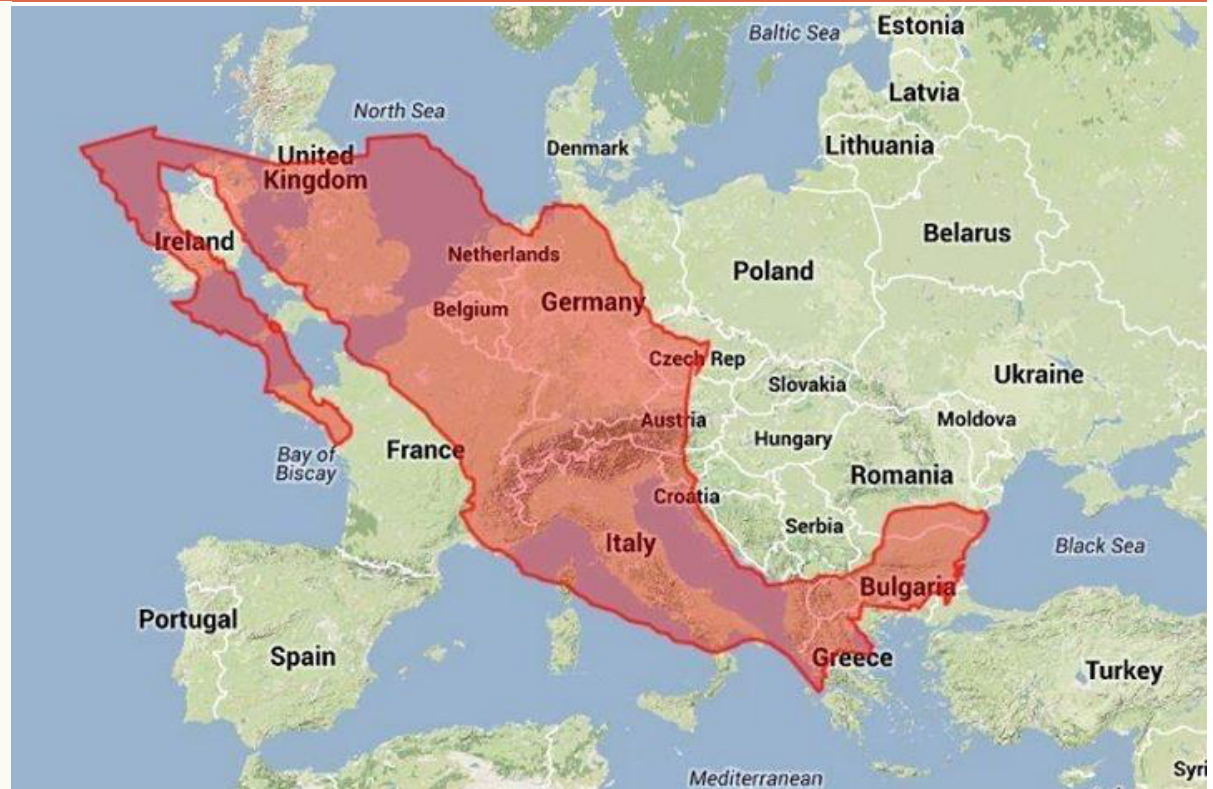 Baltic Sea
Estonia
Latvia
North Sea
Denmark
Lithuania
United
Kingdom
Ireland
Belarus
Netherlands
Poland
Belgium
Germany
Czech Rep
Slovakia
Ukraine
Austria
Moldova
Hungary
France
Bay of
Biscay
Romania
Croatia
Serbia
Italy
Black Sea
Bulgaria
Portugal
Spain
Greece
Turkey
Mediterranean
Syri